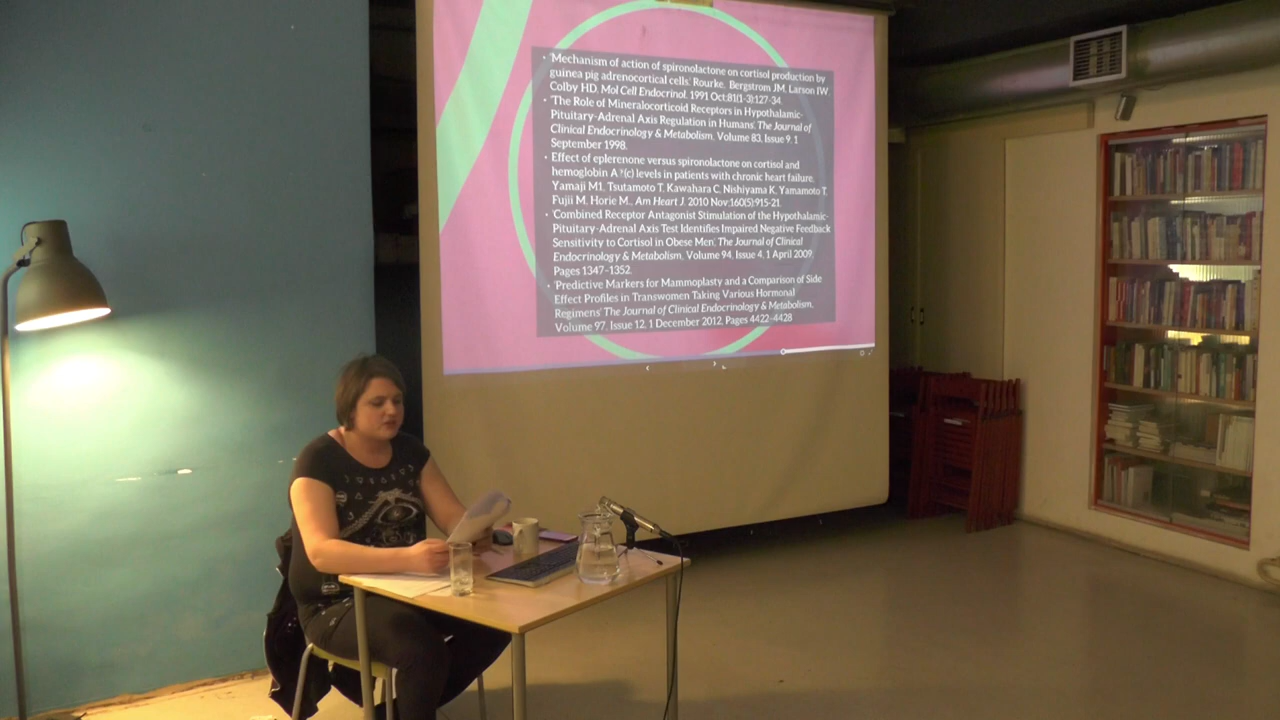 • 'Mechanism of action of spironolactone on cortisol production by
guinea pig adrenocortical cells.' Rourke, Bergstrom JM, Larson IW,
Colby HD. Mol Cell Endocrinol. 1991 Oct;81(1-3):127-34.
• 'The Role of Mineralocorticoid Receptors in Hypothalamic-
Pituitary-Adrenal Axis Regulation in Humans'. The Journal of
Clinical Endocrinology & Metabolism, Volume 83, Issue 9, 1
September 1998,
• Effect of eplerenone versus spironolactone on cortisol and
hemoglobin A (c) levels in patients with chronic heart failure.
Yamaji M1, Tsutamoto T, Kawahara C, Nishiyama K, Yamamoto T,
Fujii M, Horie M., Am Heart J. 2010 Nov;160(5):915-21.
• 'Combined Receptor Antagonist Stimulation of the Hypothalamic-
Pituitary-Adrenal Axis Test Identifies Impaired Negative Feedback
Sensitivity to Cortisol in Obese Men', The Journal of Clinical
Endocrinology & Metabolism, Volume 94, Issue 4, 1 April 2009,
Pages 1347–1352,
• 'Predictive Markers for Mammoplasty and a Comparison of Side
Effect Profiles in Transwomen Taking Various Hormonal
Regimens' The Journal of Clinical Endocrinology & Metabolism,
Volume 97, Issue 12, 1 December 2012, Pages 4422–4428